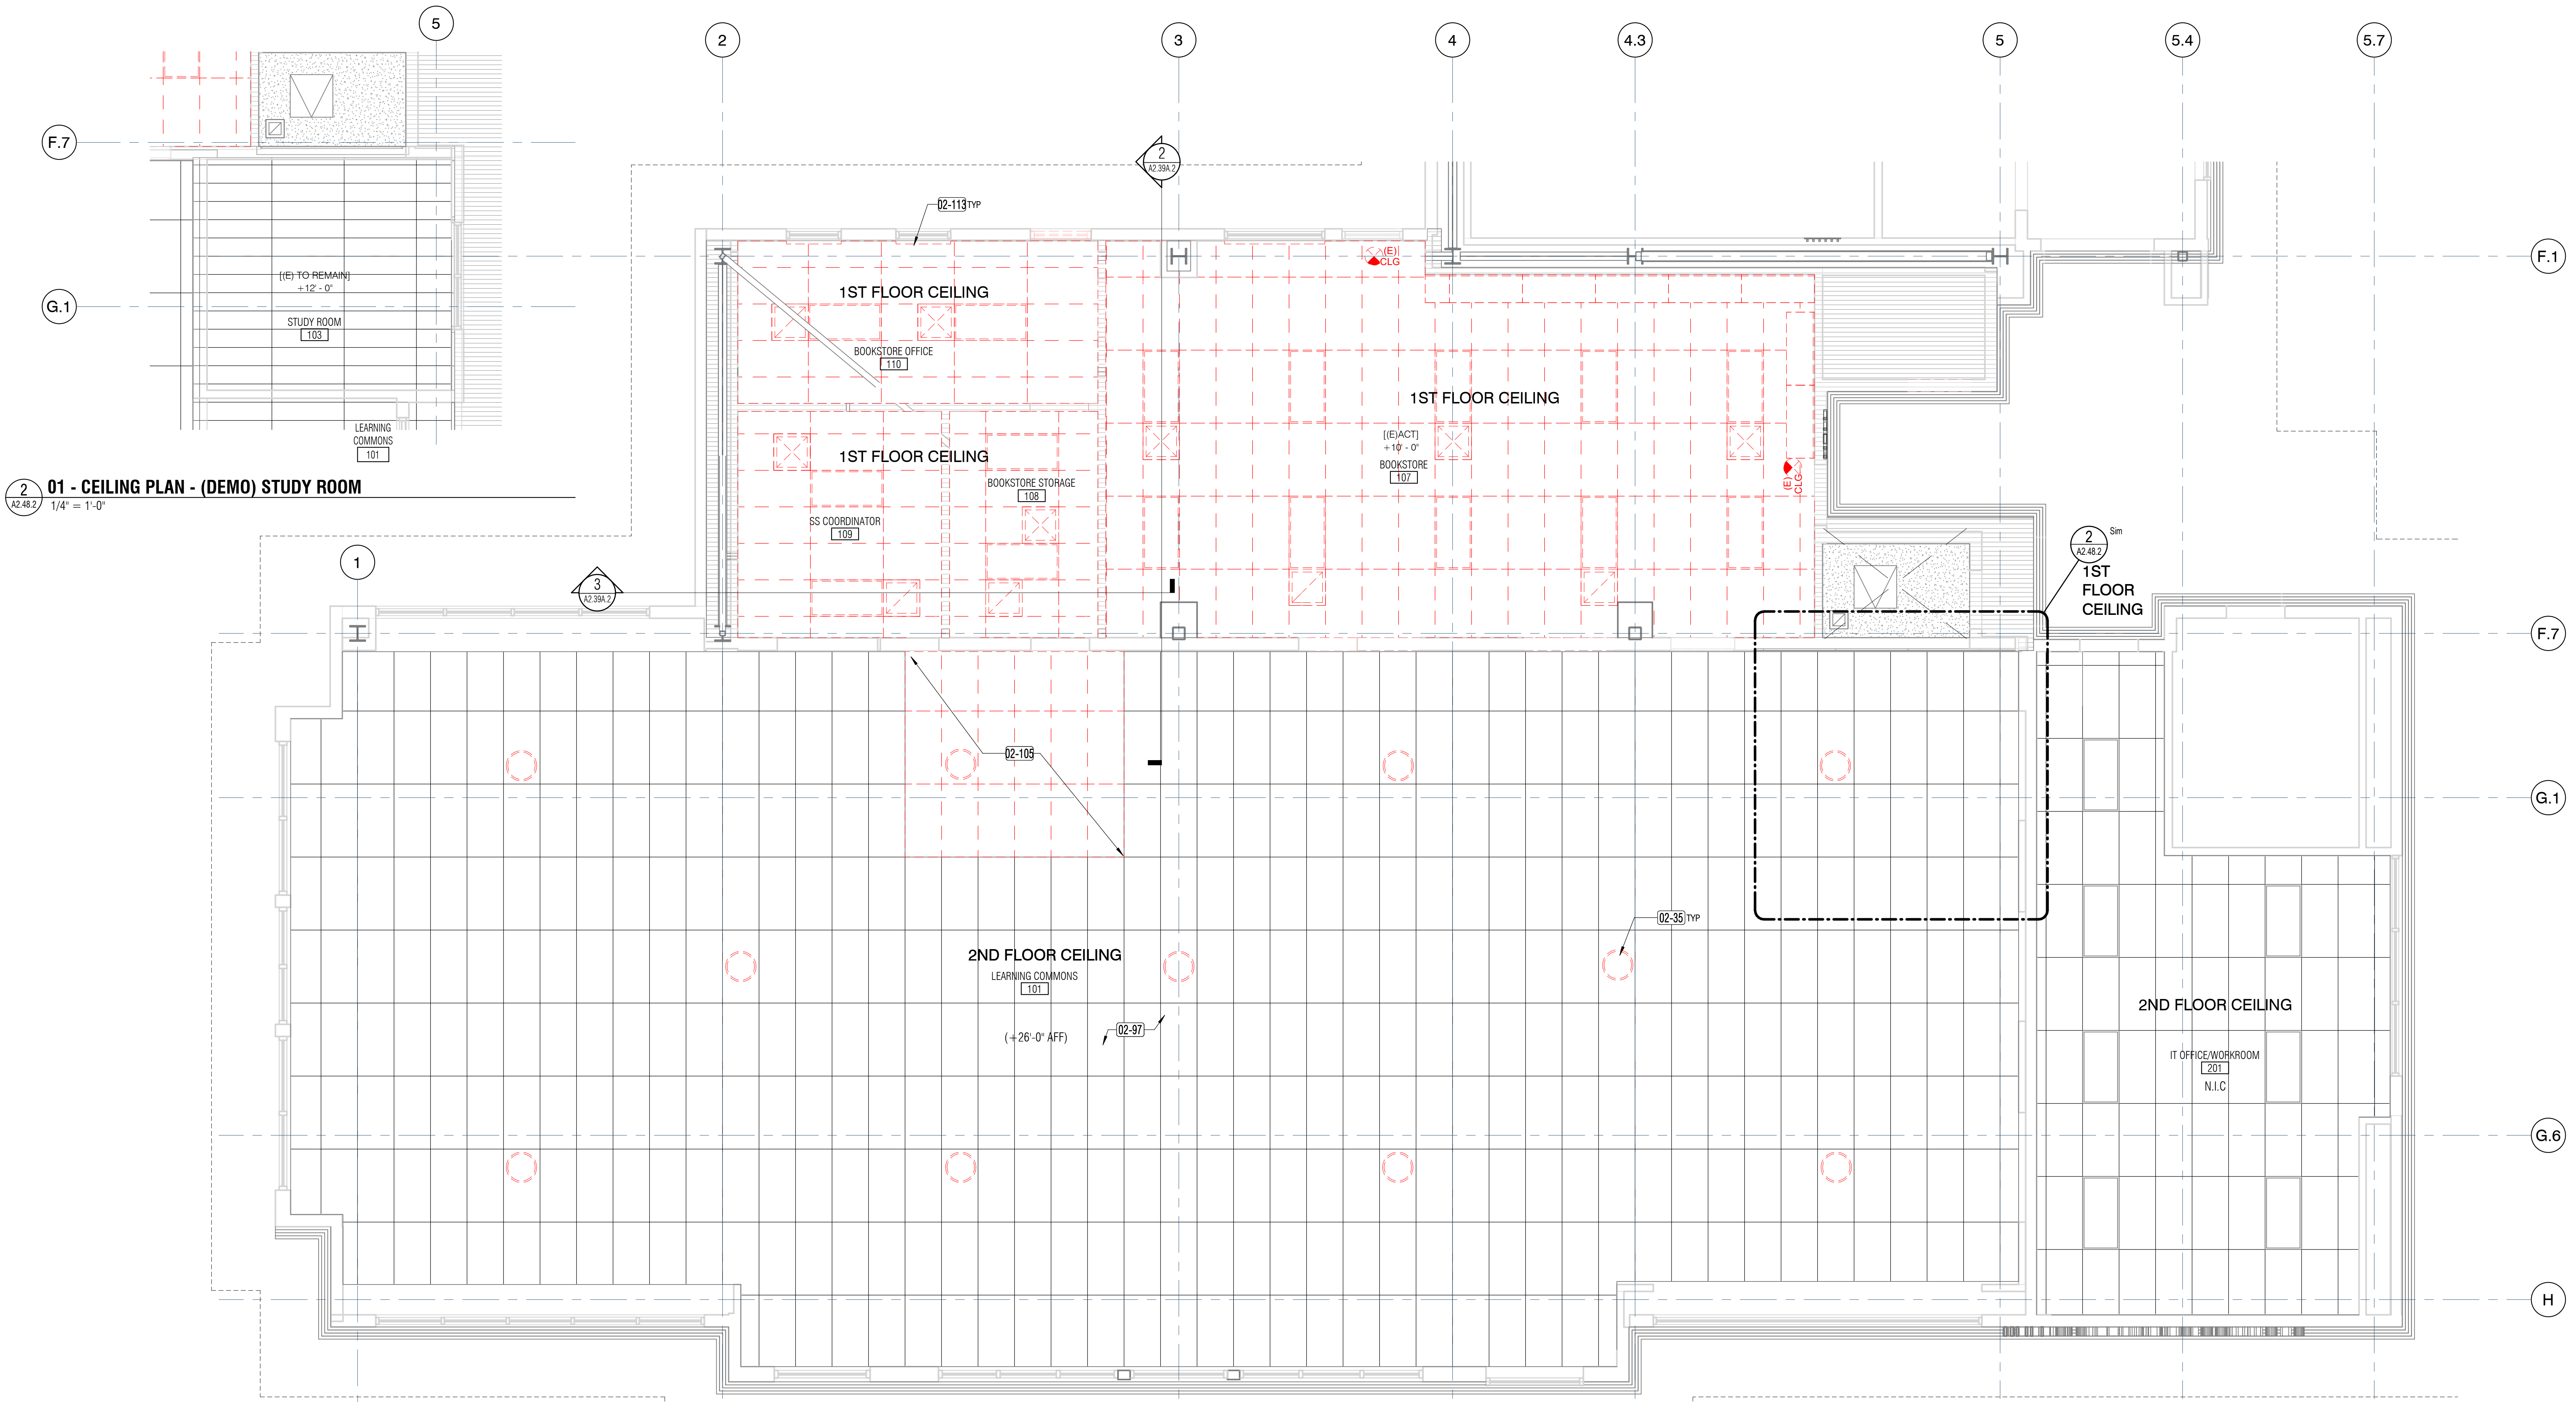 5
2
3
4
4.3
5
5.4
5.7
F.7
2
A2.39A.2
02-113 TYP
(E)
CLG
F.1
[(E) TO REMAIN]
+12' - 0"
G.1
STUDY ROOM
103
1ST FLOOR CEILING
BOOKSTORE OFFICE
110
1ST FLOOR CEILING
LEARNING
COMMONS
101
[(E)ACT]
+10' - 0"
BOOKSTORE
107
1ST FLOOR CEILING
(E)
CLG
BOOKSTORE STORAGE
108
2
A2.48.2
01 - CEILING PLAN - (DEMO) STUDY ROOM
1/4" = 1'-0"
SS COORDINATOR
109
2
A2.48.2
Sim
1ST
FLOOR
CEILING
1
3
A2.39A.2
F.7
02-105
G.1
02-35 TYP
2ND FLOOR CEILING
LEARNING COMMONS
101
(+26'-0" AFF)
02-97
2ND FLOOR CEILING
IT OFFICE/WORKROOM
201
N.I.C
G.6
H